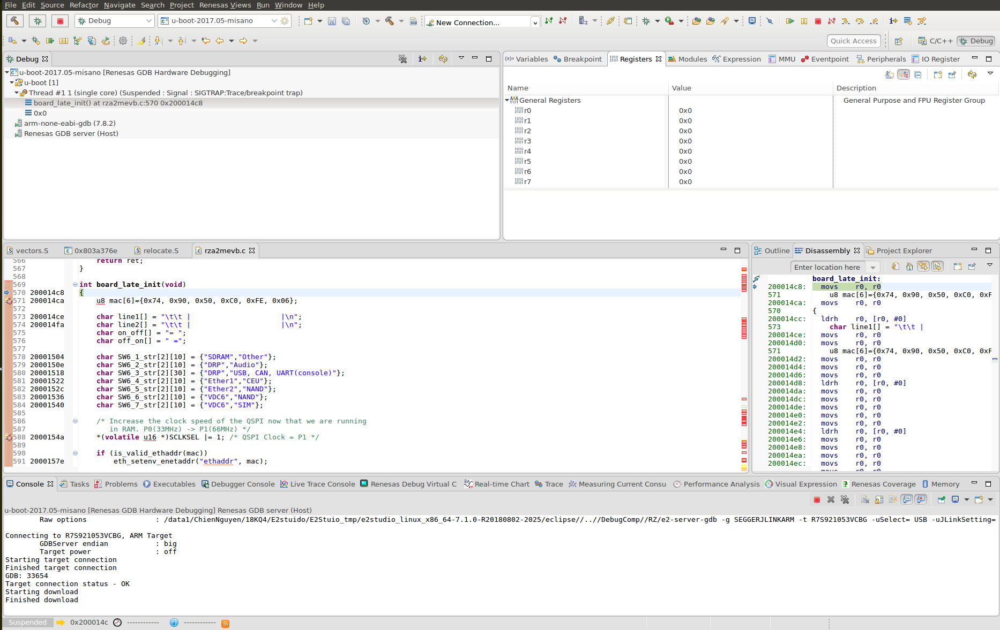 File Edit Source Refactor Navigate Search Project Renesas Views Run Window Help
Debug u-boot-2017.05-misano New Connection...
Quick Access C/C++ Debug
Debug
u-boot-2017.05-misano [Renesas GDB Hardware Debugging]
u-boot [1]
Thread #1 1 (single core) (Suspended : Signal : SIGTRAP:Trace/breakpoint trap)
board_late_init() at rza2mevb.c:570 0x200014c8
0x0
arm-none-eabi-gdb (7.8.2)
Renesas GDB server (Host)
Variables Breakpoint Registers Modules Expression MMU Eventpoint Peripherals IO Register
Name Value Description
General Registers General Purpose and FPU Register Group
r0 0x0
r1 0x0
r2 0x0
r3 0x0
r4 0x0
r5 0x0
r6 0x0
r7 0x0
vectors.S 0x803a376e relocate.S rza2mevb.c
566 return ret;
567 }
568
569 int board_late_init(void)
570 200014c8 {
571 200014ca u8 mac[6]={0x74, 0x90, 0x50, 0xC0, 0xFE, 0x06};
572
573 200014ce char line1[] = "\t\t |                     |\n";
574 200014fa char line2[] = "\t\t |                     |\n";
575 char on_off[] = "= ";
576 char off_on[] = " =";
577
578 20001504 char SW6_1_str[2][10] = {"SDRAM","Other"};
579 2000150e char SW6_2_str[2][10] = {"DRP","Audio"};
580 20001518 char SW6_3_str[2][30] = {"DRP","USB, CAN, UART(console)"};
581 20001522 char SW6_4_str[2][10] = {"Ether1","CEU"};
582 2000152c char SW6_5_str[2][10] = {"Ether2","NAND"};
583 20001536 char SW6_6_str[2][10] = {"VDC6","NAND"};
584 20001540 char SW6_7_str[2][10] = {"VDC6","SIM"};
585
586 /* Increase the clock speed of the QSPI now that we are running
587 in RAM. P0(33MHz) -> P1(66MHz) */
588 2000154a *(volatile u16 *)SCLKSEL |= 1; /* QSPI Clock = P1 */
589
590 if (is_valid_ethaddr(mac))
591 2000157e eth_setenv_enetaddr("ethaddr", mac);
Outline Disassembly Project Explorer
Enter location here
board_late_init:
200014c8: movs r0, r0
571 u8 mac[6]={0x74, 0x90, 0x50, 0xC0, 0xF
200014ca: movs r0, r0
570 {
200014cc: ldrh r0, [r0, #0]
573 char line1[] = "\t\t |
200014ce: movs r0, r0
200014d0: movs r0, r0
571 u8 mac[6]={0x74, 0x90, 0x50, 0xC0, 0xF
200014d2: movs r0, r0
200014d4: movs r0, r0
200014d6: movs r0, r0
200014d8: ldrh r0, [r0, #0]
200014da: movs r0, r0
200014dc: movs r0, r0
200014de: movs r0, r0
200014e0: movs r0, r0
200014e2: movs r0, r0
200014e4: ldrh r0, [r0, #0]
200014e6: movs r0, r0
200014e8: movs r0, r0
200014ea: movs r0, r0
200014ec: movs r0, r0
Console Tasks Problems Executables Debugger Console Live Trace Console Renesas Debug Virtual C Real-time Chart Trace Measuring Current Consu Performance Analysis Visual Expression Renesas Coverage Memory
u-boot-2017.05-misano [Renesas GDB Hardware Debugging] Renesas GDB server (Host)
Raw options : /data1/ChienNguyen/18KQ4/E2stuido/E2Stuio_tmp/e2studio_linux_x86_64-7.1.0-R20180802-2025/eclipse//..//DebugComp//RZ/e2-server-gdb -g SEGGERJLINKARM -t R7S921053VCBG -uSelect= USB -uJLinkSetting=
Connecting to R7S921053VCBG, ARM Target
GDBServer endian : big
Target power : off
Starting target connection
Finished target connection
GDB: 33654
Target connection status - OK
Starting download
Finished download
Suspended 0x200014c ------------ ------------